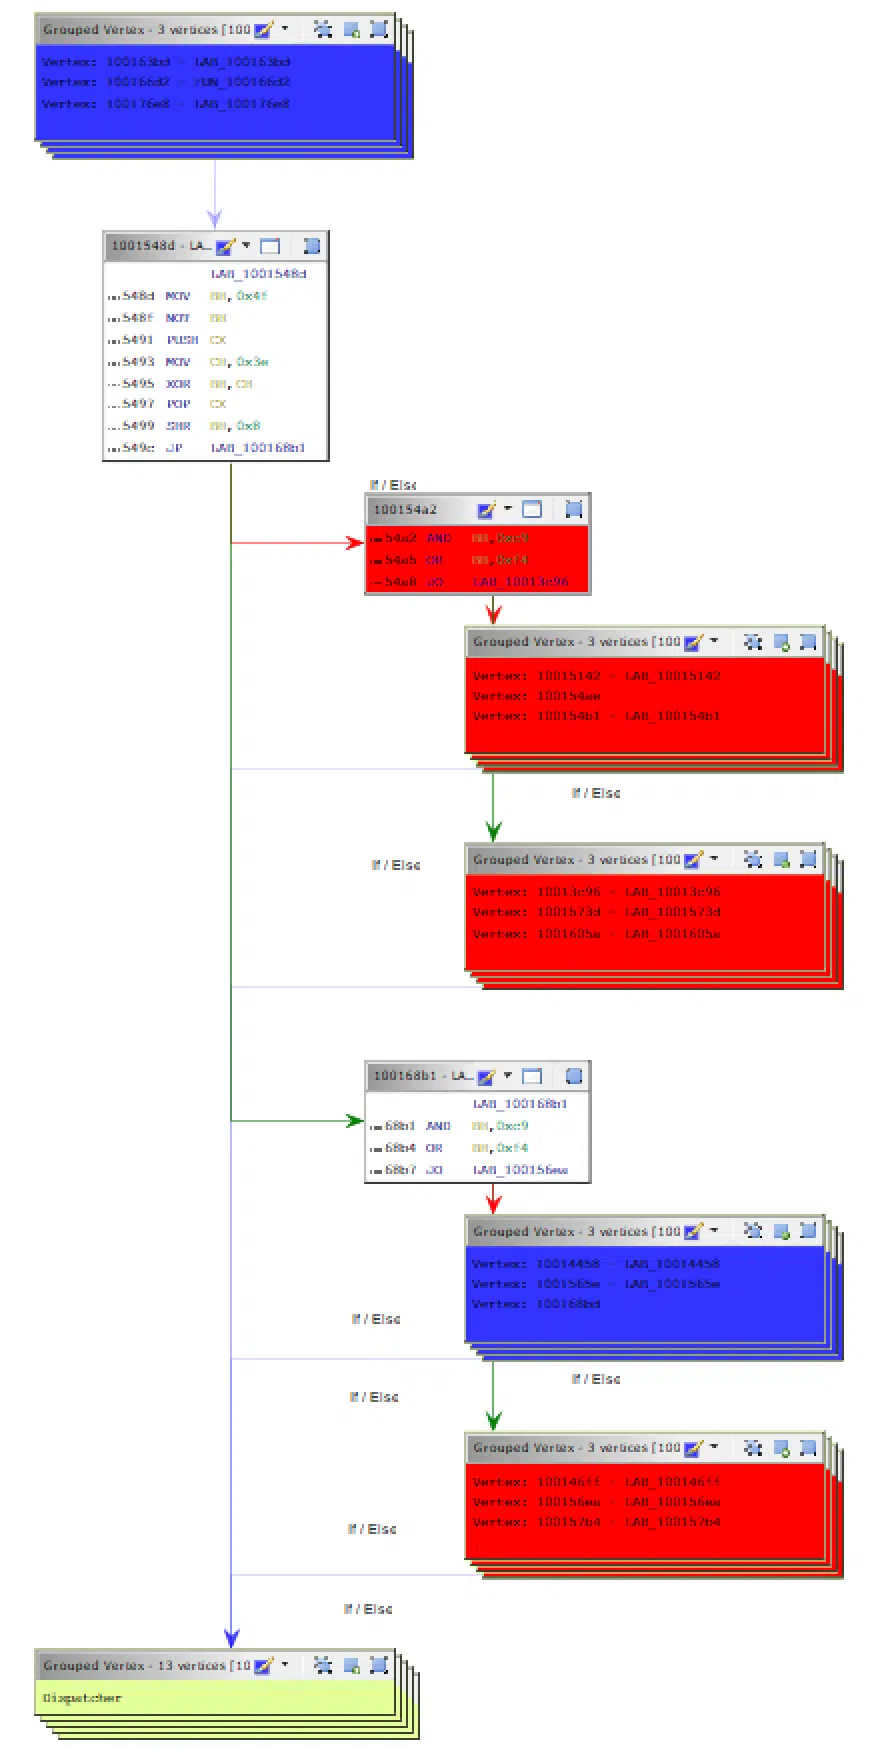 Grouped Vertex - 3 vertices [100
Vertex: 100163bd - LAB_100163bd
Vertex: 100166d2 - FUN_100166d2
Vertex: 100176e8 - LAB_100176e8
1001548d - LA...
LAB_1001548d
...548d MOV BH,0x4f
...548f NOT BH
...5491 PUSH CX
...5493 MOV CH,0x3e
...5495 XOR BH,CH
...5497 POP CX
...5499 SHR BH,0x8
...549c JP LAB_100168b1
If / Else
100154a2
...54a2 AND BH,0xc9
...54a5 OR BH,0xf4
...54a8 JO LAB_10013c96
Grouped Vertex - 3 vertices [100
Vertex: 10015142 - LAB_10015142
Vertex: 100154ae
Vertex: 100154b1 - LAB_100154b1
If / Else
Grouped Vertex - 3 vertices [100
If / Else
Vertex: 10013c96 - LAB_10013c96
Vertex: 1001573d - LAB_1001573d
Vertex: 1001605a - LAB_1001605a
100168b1 - LA...
LAB_100168b1
...68b1 AND BH,0xc9
...68b4 OR BH,0xf4
...68b7 JO LAB_100156ea
Grouped Vertex - 3 vertices [100
Vertex: 10014458 - LAB_10014458
Vertex: 1001565e - LAB_1001565e
Vertex: 100168bd
If / Else
If / Else
If / Else
Grouped Vertex - 3 vertices [100
Vertex: 100146ff - LAB_100146ff
Vertex: 100156ea - LAB_100156ea
Vertex: 100157b4 - LAB_100157b4
If / Else
If / Else
Grouped Vertex - 13 vertices [10
Dispatcher